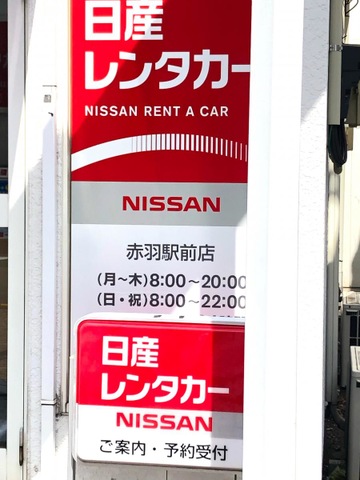 日産
レンタカー
NISSAN RENT A CAR
NISSAN
赤羽駅前店
(月～木)8:00～20:00
(日・祝)8:00～22:00
日産
レンタカー
NISSAN
ご案内・予約受付